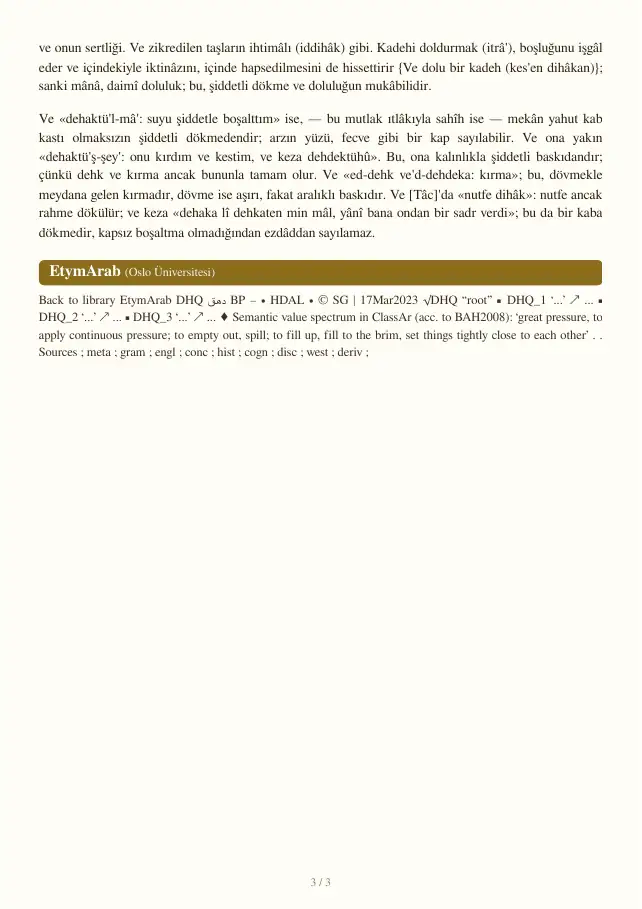 ve onun sertliği. Ve zikredilen taşların ihtimâlı (iddihâk) gibi. Kadehi doldurmak (itrâ'), boşluğunu işgâl
eder ve içindekiyle iktinâzını, içinde hapsedilmesini de hissettirir {Ve dolu bir kadeh (kes'en dihâkan)};
sanki mânâ, daimî doluluk; bu, şiddetli dökme ve doluluğun mukâbilidir.
Ve «dehaktü'l-mâ': suyu şiddetle boşalttım» ise, — bu mutlak ıtlâkıyla sahîh ise — mekân yahut kab
kastı olmaksızın şiddetli dökmedendir; arzın yüzü, fecve gibi bir kap sayılabilir. Ve ona yakın
«dehaktü'ş-şey': onu kırdım ve kestim, ve keza dehdektühû». Bu, ona kalınlıkla şiddetli baskıdandır;
çünkü dehk ve kırma ancak bununla tamam olur. Ve «ed-dehk ve'd-dehdeka: kırma»; bu, dövmekle
meydana gelen kırmadır, dövme ise aşırı, fakat aralıklı baskıdır. Ve [Tâc]'da «nutfe dihâk»: nutfe ancak
rahme dökülür; ve keza «dehaka lî dehkaten min mâl, yânî bana ondan bir sadr verdi»; bu da bir kaba
dökmedir, kapsız boşaltma olmadığından ezdâddan sayılamaz.
EtymArab (Oslo Üniversitesi)
Back to library EtymArab DHQ دهق BP – • HDAL • © SG | 17Mar2023 √DHQ “root” ▪ DHQ_1 ‘...’ ↗ ... ▪
DHQ_2 ‘...’ ↗ ... ▪ DHQ_3 ‘...’ ↗ ... ♦ Semantic value spectrum in ClassAr (acc. to BAH2008): ‘great pressure, to
apply continuous pressure; to empty out, spill; to fill up, fill to the brim, set things tightly close to each other’ . .
Sources ; meta ; gram ; engl ; conc ; hist ; cogn ; disc ; west ; deriv ;
3 / 3